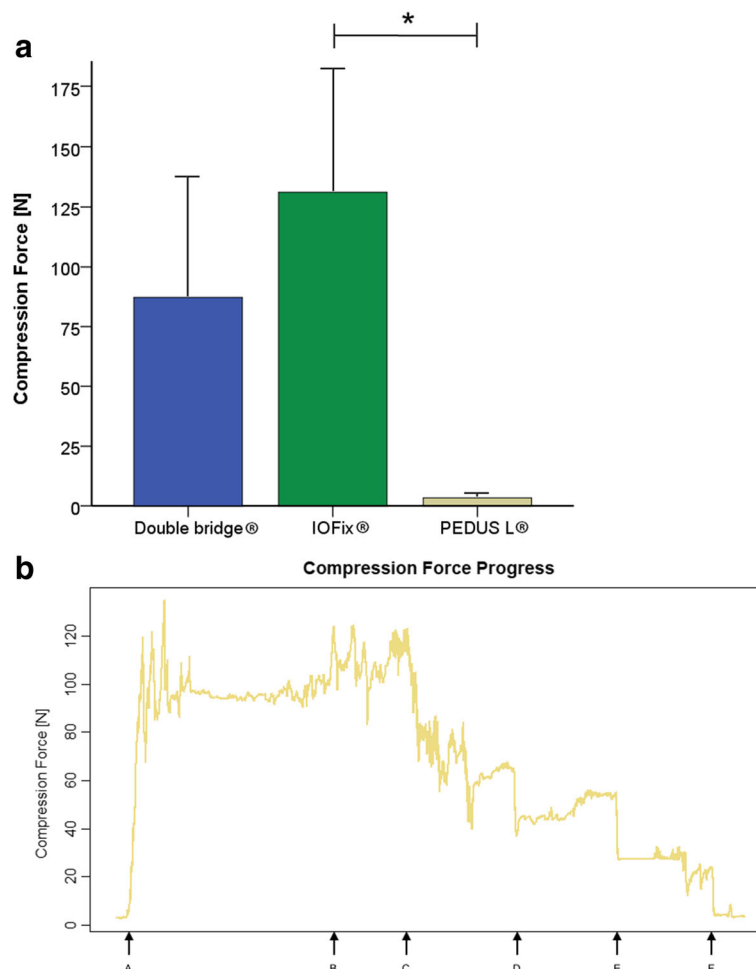 a
*
Compression Force [N]
175
150
125
100
75
50
25
0
Double bridge® IOFix® PEDUS L®
b
Compression Force Progress
Compression Force [N]
120
100
80
60
40
20
0
A B C D E F